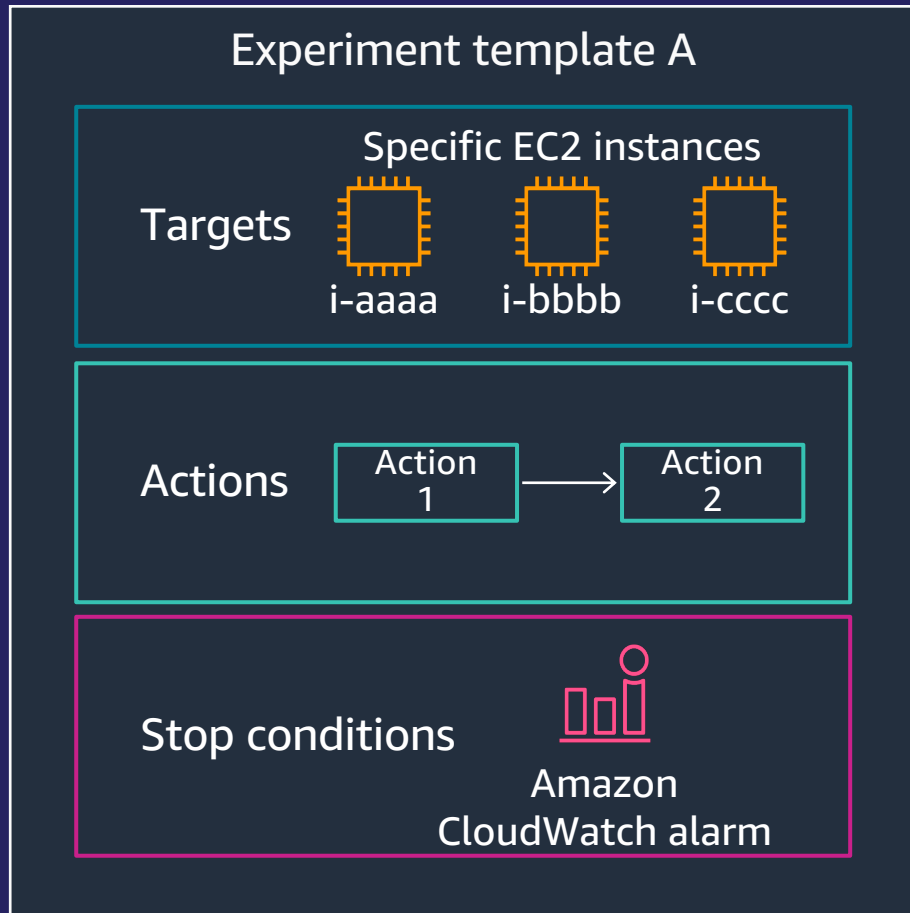 Experiment template A
Specific EC2 instances
Targets
i-aaaa
i-bbbb
i-cccc
Actions
Action
1
Action
2
Stop conditions
Amazon
CloudWatch alarm